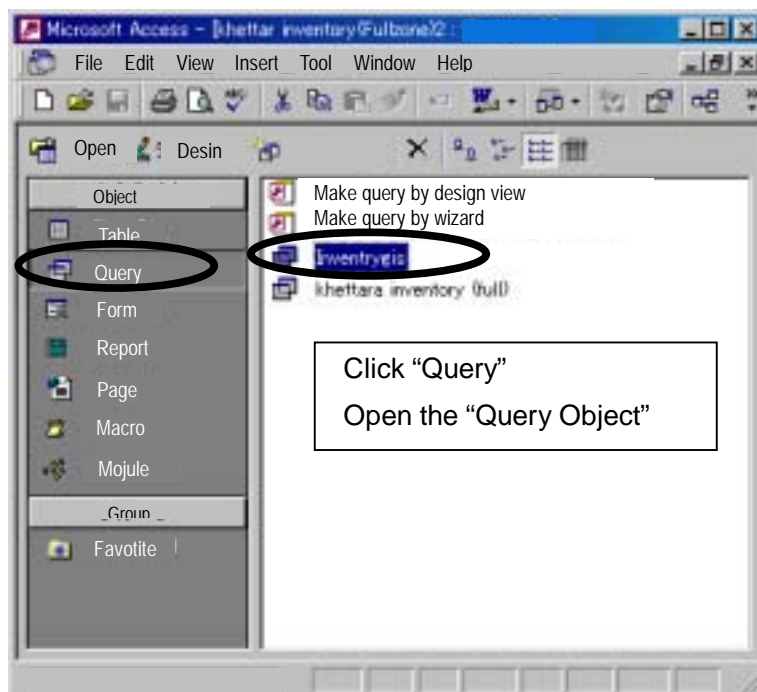 Microsoft Access - [khettar inventory(Fullzone)2 :
File Edit View Insert Tool Window Help
Open Desin
Object
Table
Query
Form
Report
Page
Macro
Mojule
Group
Favotite
Make query by design view
Make query by wizard
Inventrygis
khettara inventory (full)
Click “Query”
Open the “Query Object”